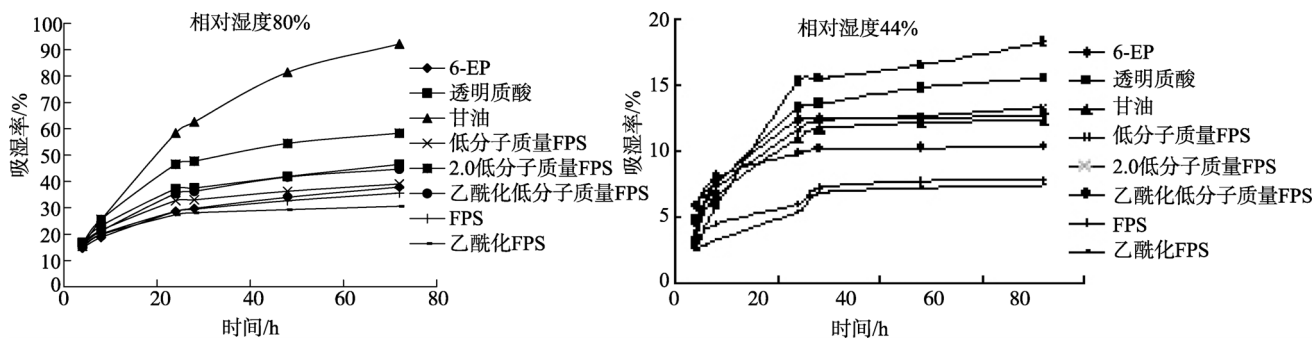 相对湿度80%
吸湿率/%
100
90
80
70
60
50
40
30
20
10
0
0
20
40
60
80
时间/h
6-EP
透明质酸
甘油
低分子质量FPS
2.0低分子质量FPS
乙酰化低分子质量FPS
FPS
乙酰化FPS
相对湿度44%
吸湿率/%
20
15
10
5
0
0
20
40
60
80
时间/h
6-EP
透明质酸
甘油
低分子质量FPS
2.0低分子质量FPS
乙酰化低分子质量FPS
FPS
乙酰化FPS